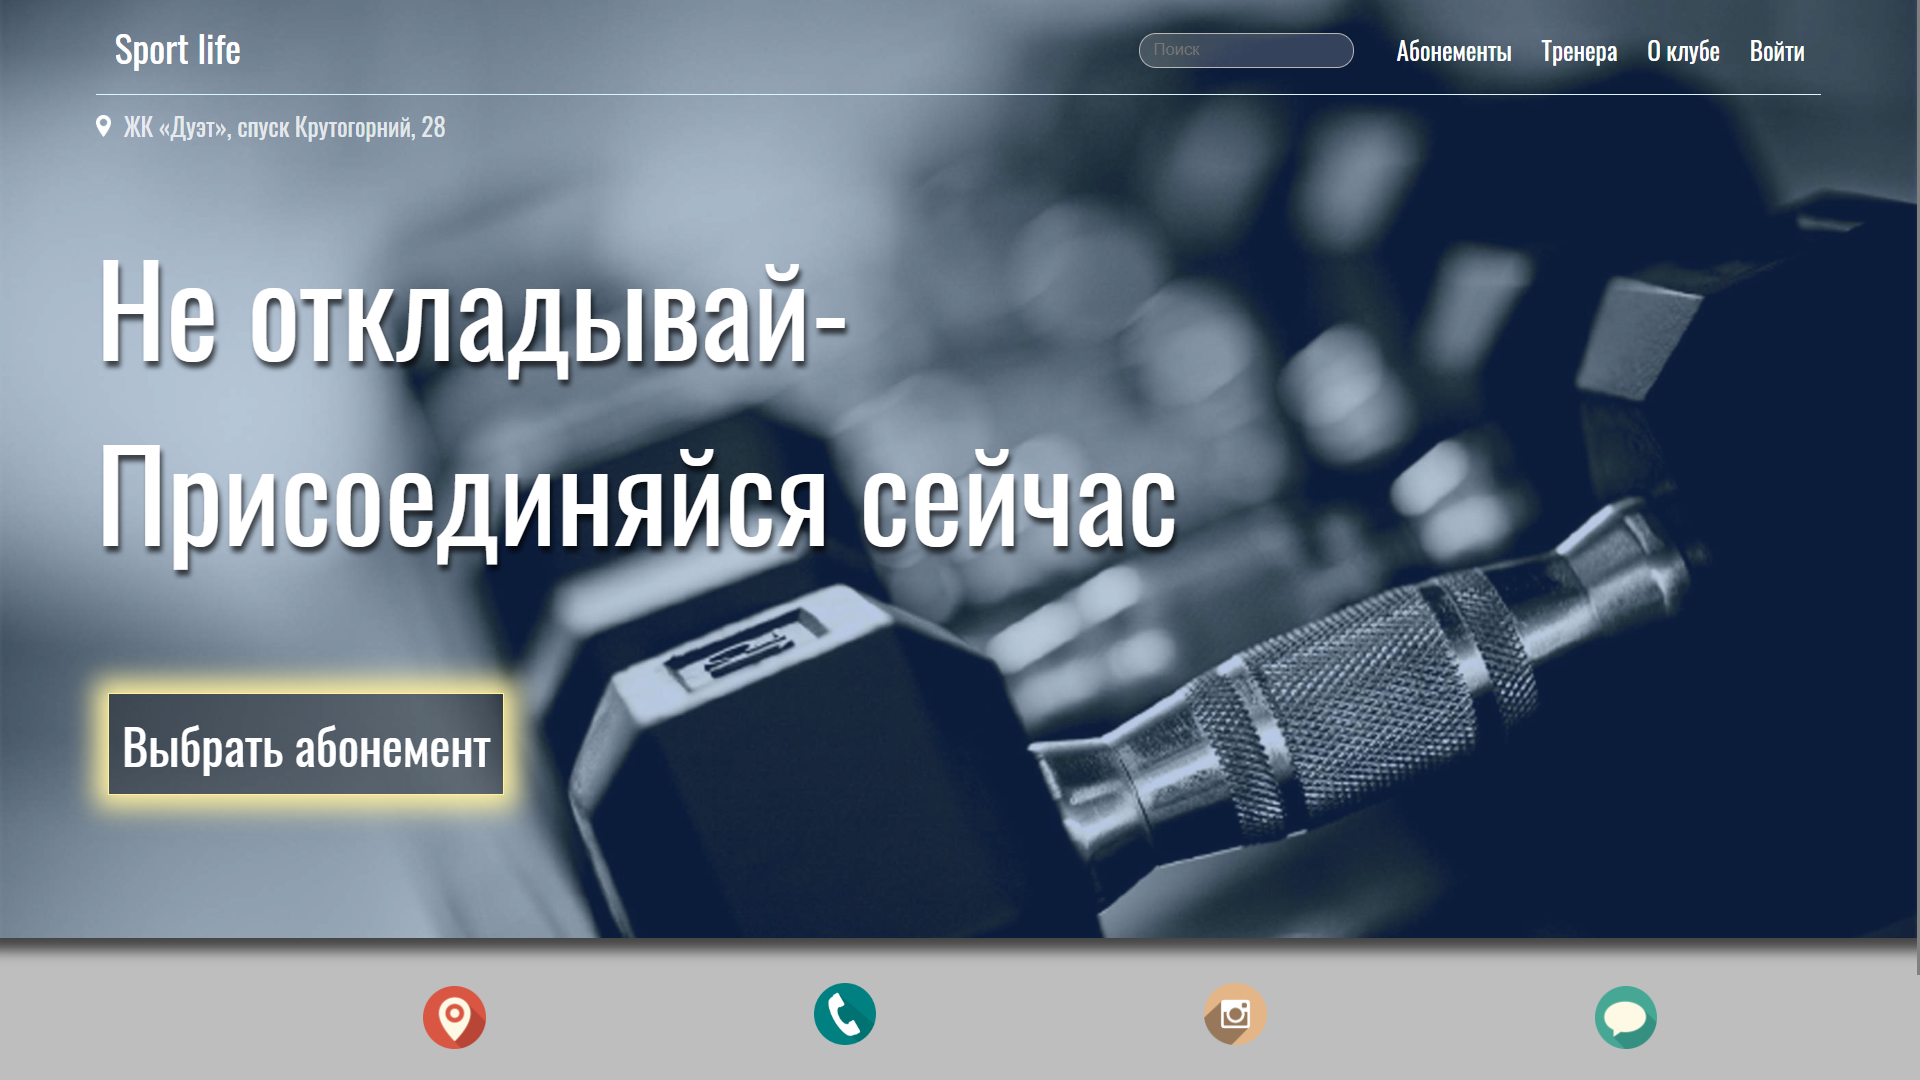 Sport life
Поиск
Абонементы
Тренера
О клубе
Войти
ЖК «Дуэт», спуск Крутогорний, 28
Не откладывай-
Присоединяйся сейчас
Выбрать абонемент